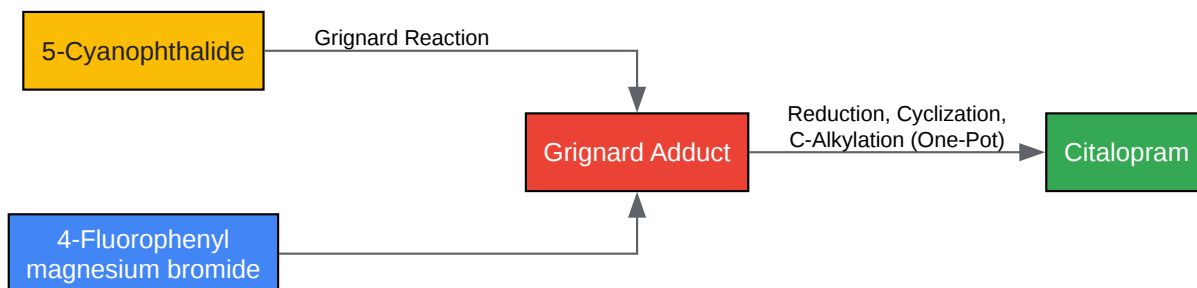 5-Cyanophthalide
Grignard Reaction
Reduction, Cyclization,
C-Alkylation (One-Pot)
Grignard Adduct
Citalopram
4-Fluorophenyl
magnesium bromide